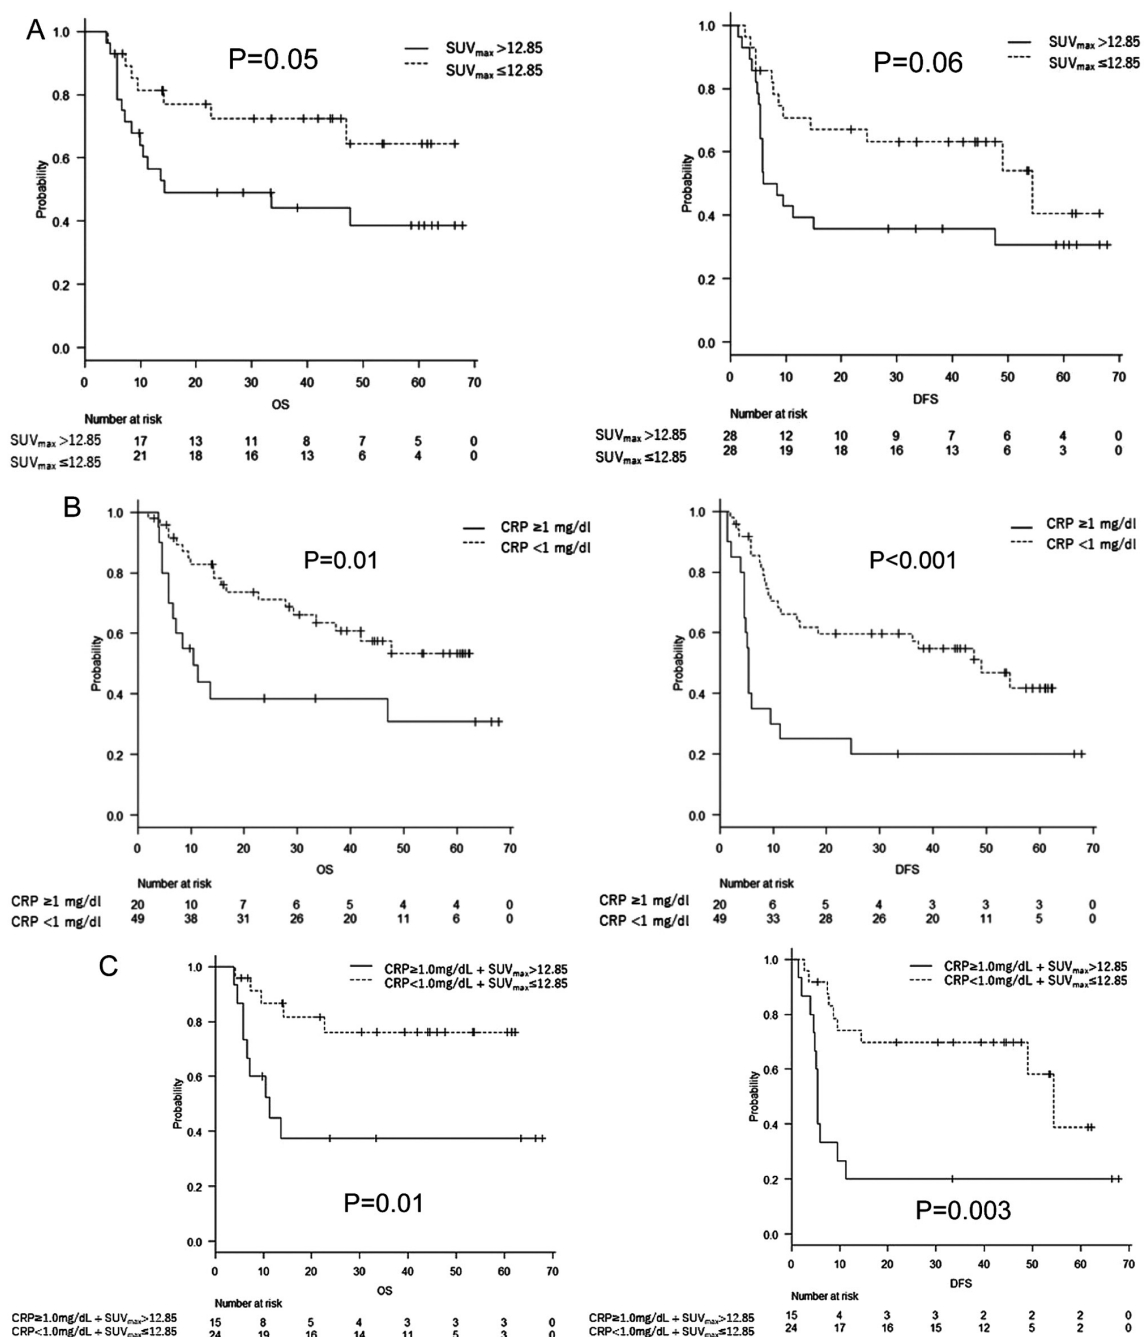 A
P=0.05
SUVmax >12.85
SUVmax ≤12.85
1.0
0.8
0.6
0.4
0.2
0.0
Probability
0 10 20 30 40 50 60 70
OS
Number at risk
SUVmax >12.85 17 13 11 8 7 5 0
SUVmax ≤12.85 21 18 16 13 6 4 0
P=0.06
SUVmax >12.85
SUVmax ≤12.85
1.0
0.8
0.6
0.4
0.2
0.0
Probability
0 10 20 30 40 50 60 70
DFS
Number at risk
SUVmax >12.85 28 12 10 9 7 6 4 0
SUVmax ≤12.85 28 19 18 16 13 6 3 0
B
P=0.01
CRP ≥1 mg/dl
CRP <1 mg/dl
1.0
0.8
0.6
0.4
0.2
0.0
Probability
0 10 20 30 40 50 60 70
OS
Number at risk
CRP ≥1 mg/dl 20 10 7 6 5 4 4 0
CRP <1 mg/dl 49 38 31 26 20 11 6 0
P<0.001
CRP ≥1 mg/dl
CRP <1 mg/dl
1.0
0.8
0.6
0.4
0.2
0.0
Probability
0 10 20 30 40 50 60 70
DFS
Number at risk
CRP ≥1 mg/dl 20 6 5 4 3 3 3 0
CRP <1 mg/dl 49 33 28 26 20 11 5 0
C
CRP≥1.0mg/dL + SUVmax>12.85
CRP<1.0mg/dL + SUVmax≤12.85
1.0
0.8
0.6
0.4
0.2
0.0
Probability
P=0.01
0 10 20 30 40 50 60 70
OS
Number at risk
CRP≥1.0mg/dL + SUVmax>12.85 15 8 5 4 3 3 3 0
CRP<1.0mg/dL + SUVmax≤12.85 24 19 16 14 11 5 3 0
CRP≥1.0mg/dL + SUVmax>12.85
CRP<1.0mg/dL + SUVmax≤12.85
1.0
0.8
0.6
0.4
0.2
0.0
Probability
P=0.003
0 10 20 30 40 50 60 70
DFS
Number at risk
CRP≥1.0mg/dL + SUVmax>12.85 15 4 3 3 2 2 2 0
CRP<1.0mg/dL + SUVmax≤12.85 24 17 16 15 12 5 2 0